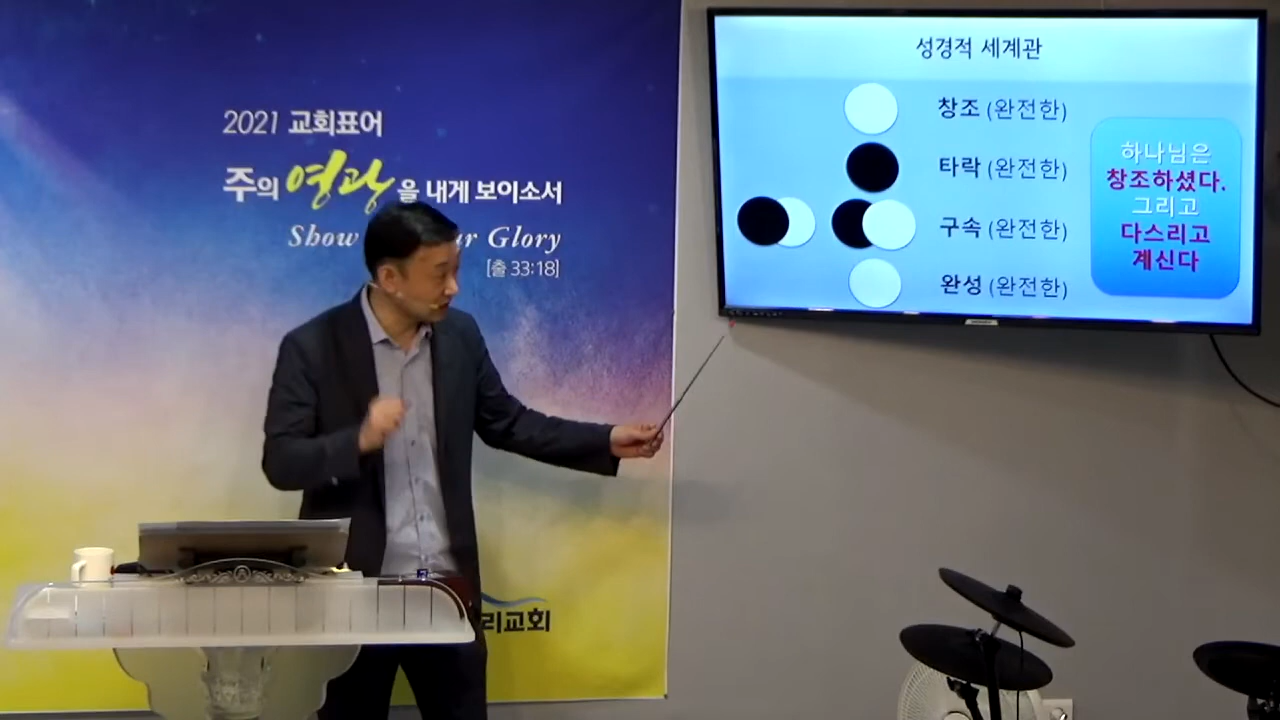 2021 교회표어
주의 영광을 내게 보이소서
Show Glory
[출 33:18]
리교회
성경적 세계관
창조 (완전한)
타락 (완전한)
구속 (완전한)
완성 (완전한)
하나님은
창조하셨다.
그리고
다스리고
계신다